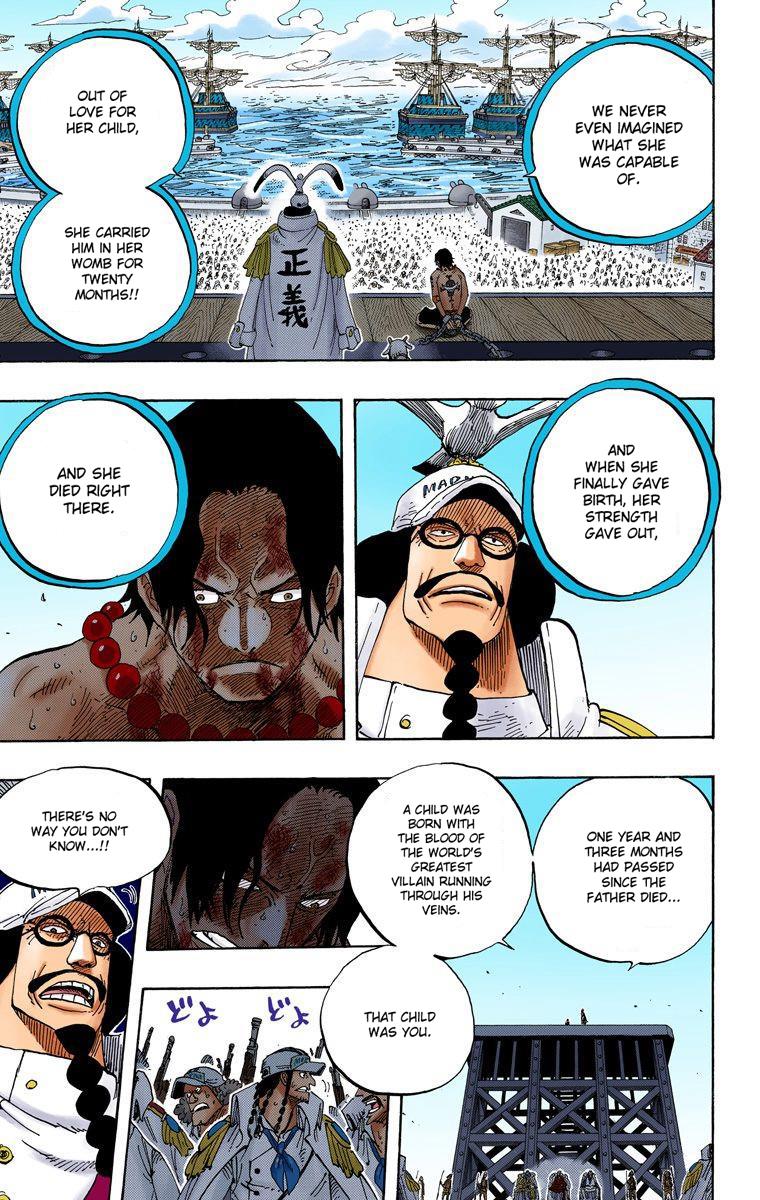 WE NEVER
EVEN IMAGINED
WHAT SHE
WAS CAPABLE
OF.
OUT OF
LOVE FOR
HER CHILD,
SHE CARRIED
HIM IN HER
WOMB FOR
TWENTY
MONTHS!!
正
義
AND
WHEN SHE
FINALLY GAVE
BIRTH, HER
STRENGTH
GAVE OUT,
AND SHE
DIED RIGHT
THERE.
ONE YEAR AND
THREE MONTHS
HAD PASSED
SINCE THE
FATHER DIED...
A CHILD WAS
BORN WITH
THE BLOOD OF
THE WORLD'S
GREATEST
VILLAIN RUNNING
THROUGH HIS
VEINS.
THAT CHILD
WAS YOU.
どよ
どよ
THERE'S NO
WAY YOU DON'T
KNOW...!!